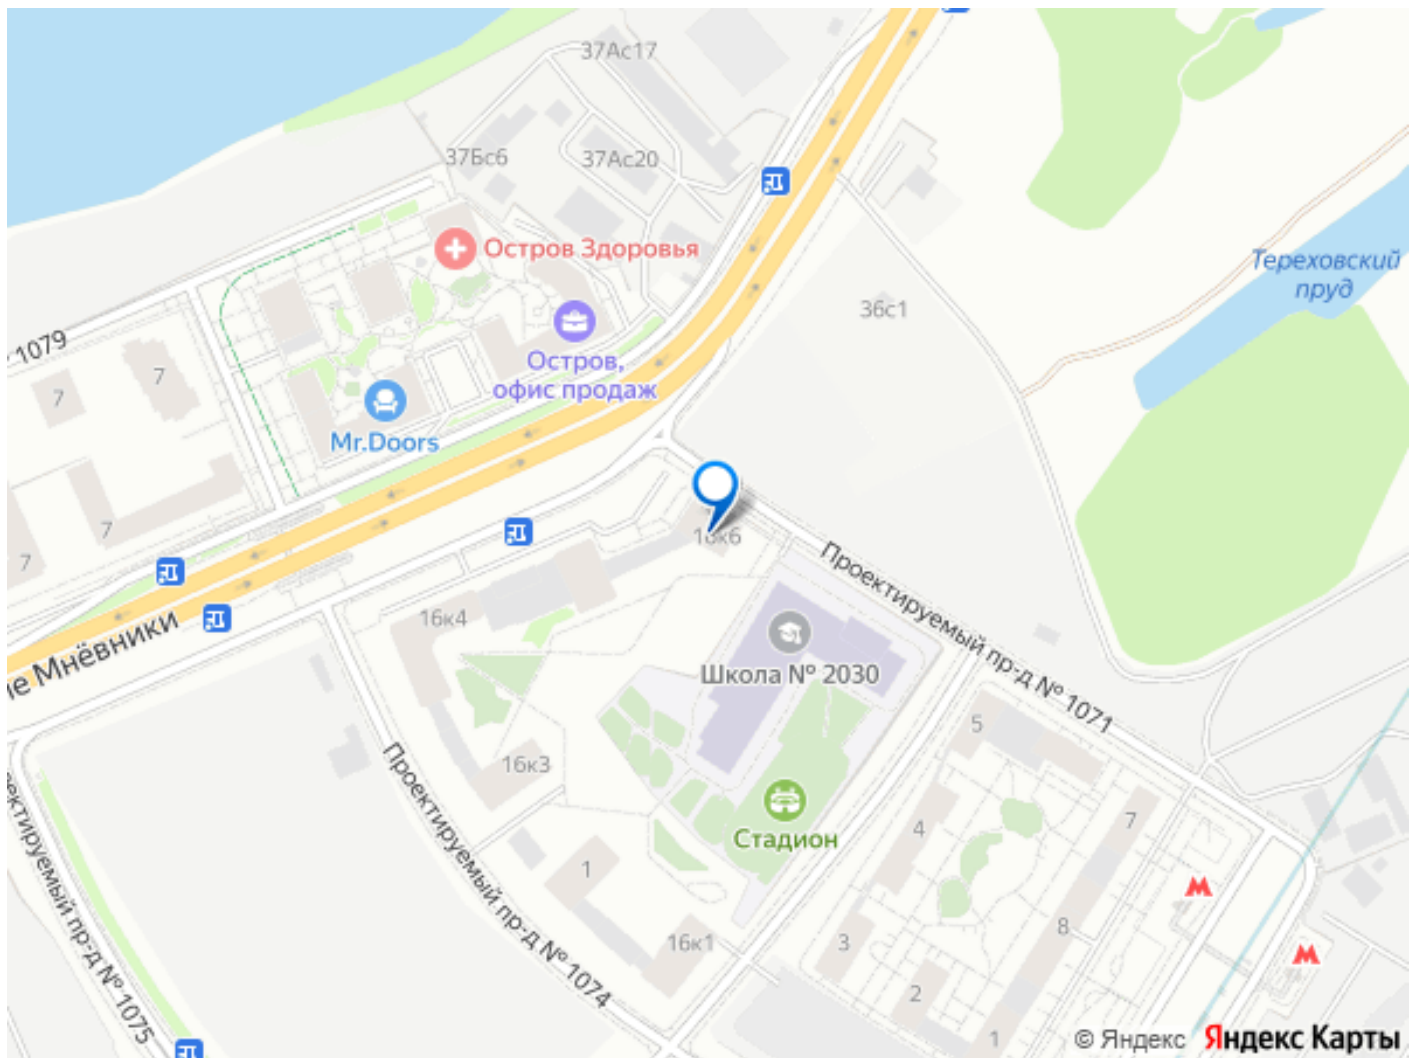 37Ас17
37Бс6
37Ас20
Остров Здоровья
Тереховский
пруд
36с1
1079
7
7
Остров,
офис продаж
Mr.Doors
7
7
16к6
Проектируемый пр-д № 1071
16к4
Мнёвники
Школа № 2030
5
16к3
Проектируемый пр-д № 1074
Стадион
4
7
1
8
16к1
3
2
1
пр-д № 1075
© Яндекс
Яндекс Карты